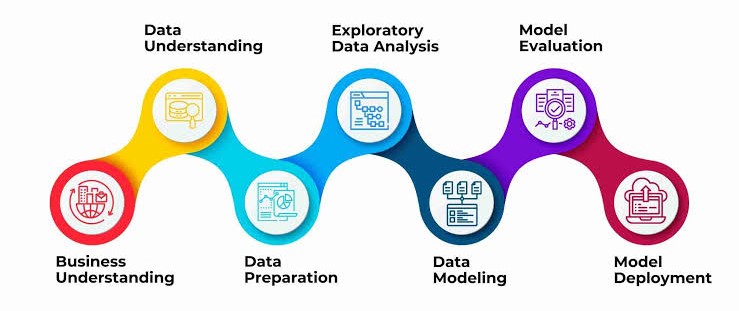 Data
Understanding
Exploratory
Data Analysis
Model
Evaluation
Business
Understanding
Data
Preparation
Data
Modeling
Model
Deployment